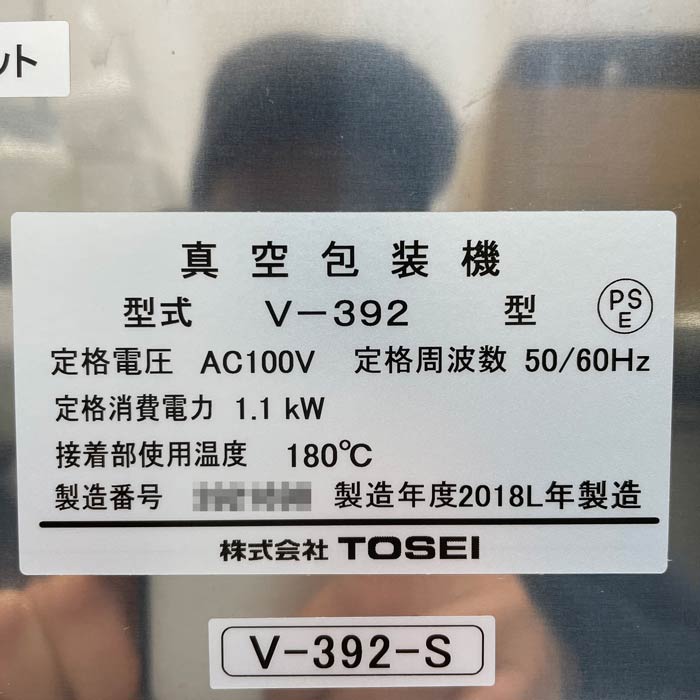 ット
真空包装機
型式 V-392 型 PSE
定格電圧 AC100V 定格周波数 50/60Hz
定格消費電力 1.1 kW
接着部使用温度 180℃
製造番号 製造年度2018L年製造
株式会社 TOSEI
V-392-S